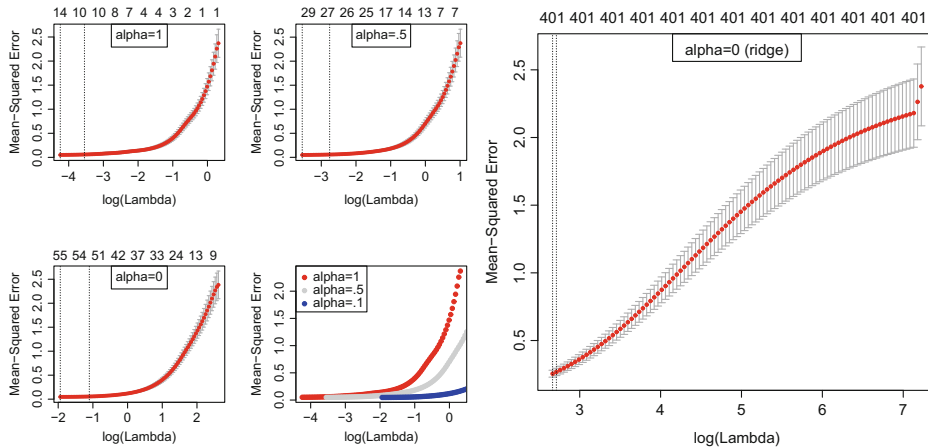 14 10 10 8 7 4 4 3 2 1 1
alpha=1
Mean−Squared Error
0.0 0.5 1.0 1.5 2.0 2.5
−4 −3 −2 −1 0
log(Lambda)
29 27 26 25 17 14 13 7 7
alpha=.5
Mean−Squared Error
0.0 0.5 1.0 1.5 2.0 2.5
−3 −2 −1 0 1
log(Lambda)
55 54 51 42 37 33 24 13 9
alpha=0
Mean−Squared Error
0.0 0.5 1.0 1.5 2.0 2.5
−2 −1 0 1 2
log(Lambda)
alpha=1
alpha=.5
alpha=.1
Mean−Squared Error
0.0 0.5 1.0 1.5 2.0
−4 −3 −2 −1 0
log(Lambda)
401 401 401 401 401 401 401 401 401 401
alpha=0 (ridge)
Mean−Squared Error
0.5 1.0 1.5 2.0 2.5
3 4 5 6 7
log(Lambda)